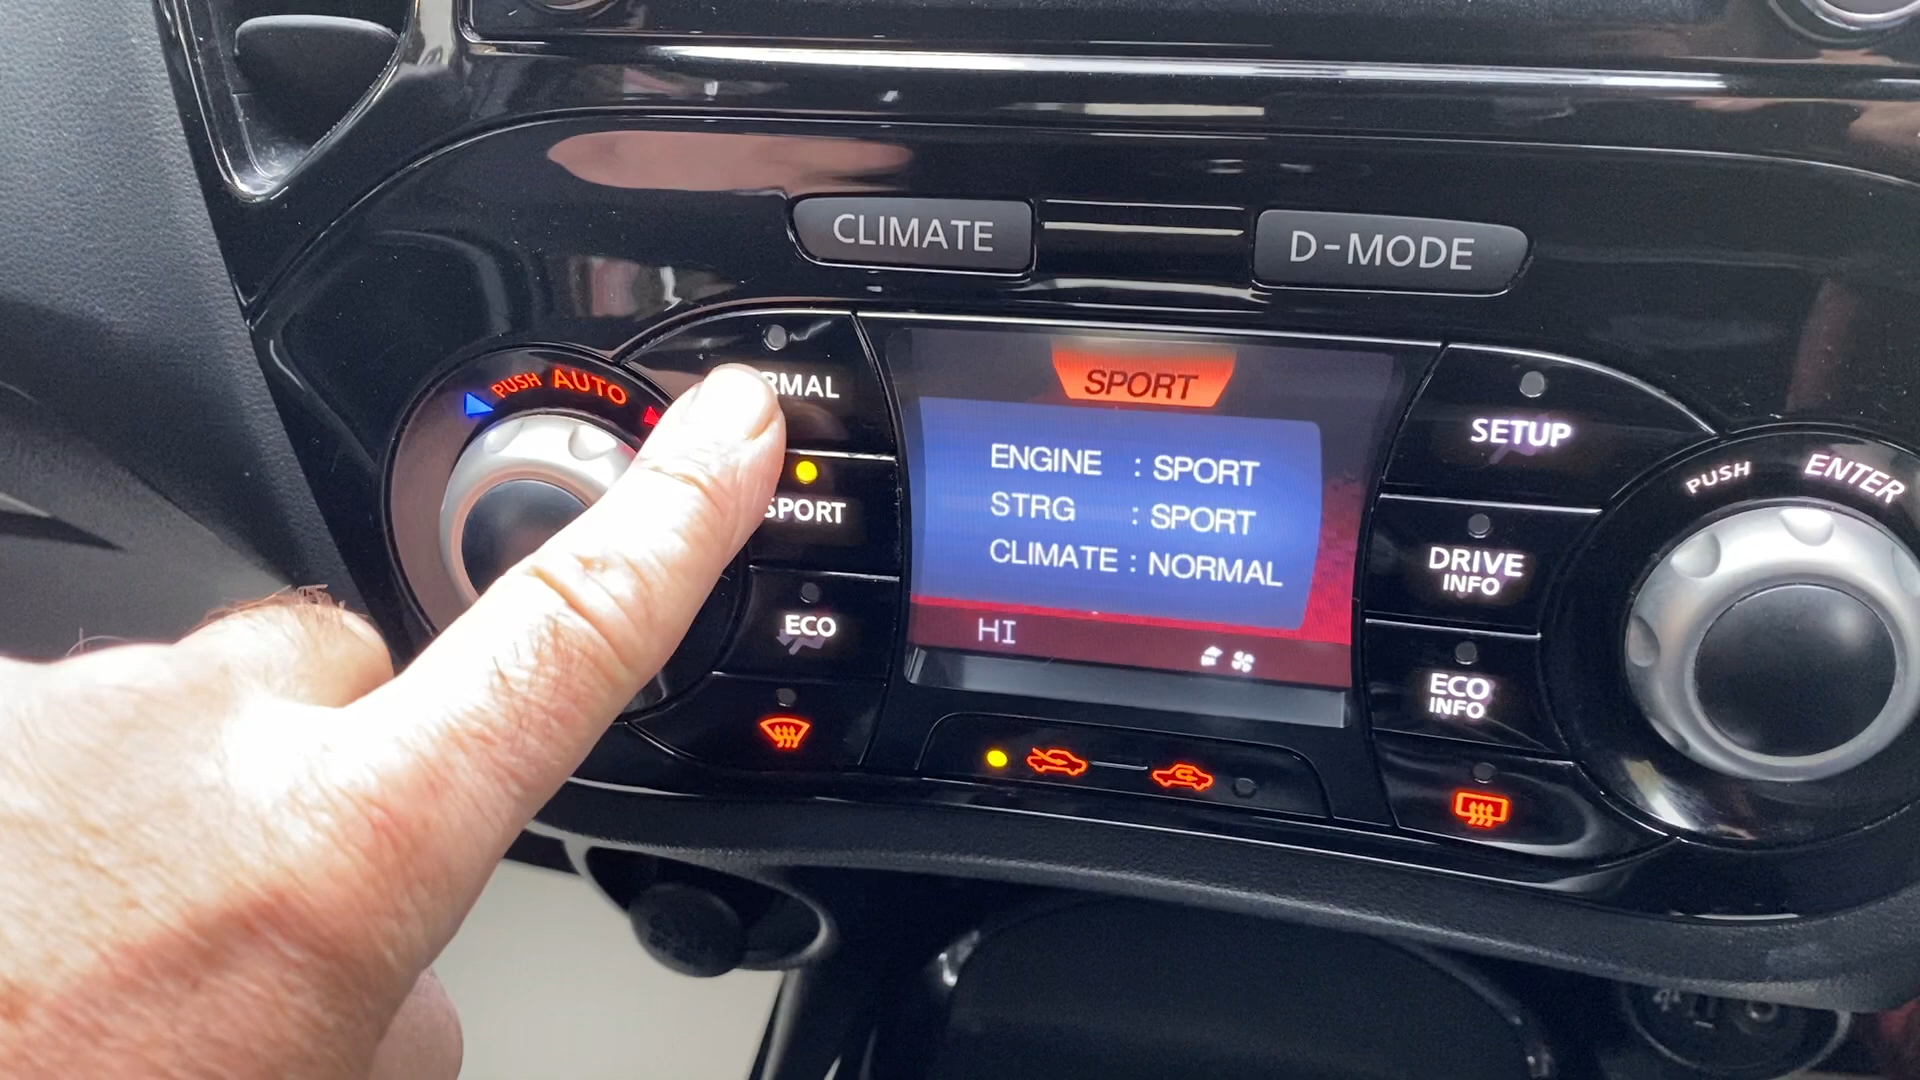 CLIMATE
D-MODE
PUSH AUTO
RMAL
SPORT
ECO
SPORT
ENGINE : SPORT
STRG : SPORT
CLIMATE : NORMAL
HI
SETUP
DRIVE
INFO
ECO
INFO
PUSH ENTER